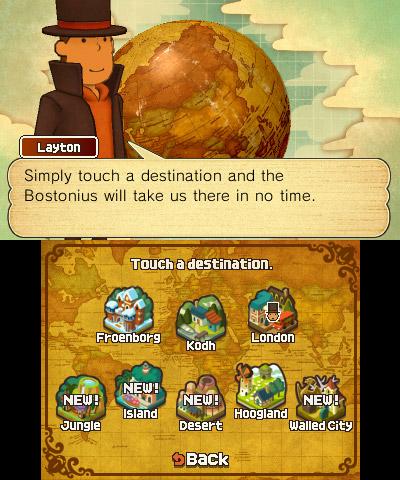 Layton
Simply touch a destination and the
Bostonius will take us there in no time.
Touch a destination.
Froenborg
Kodh
London
NEW!
Jungle
NEW!
Island
NEW!
Desert
Hoogland
NEW!
Walled City
Back